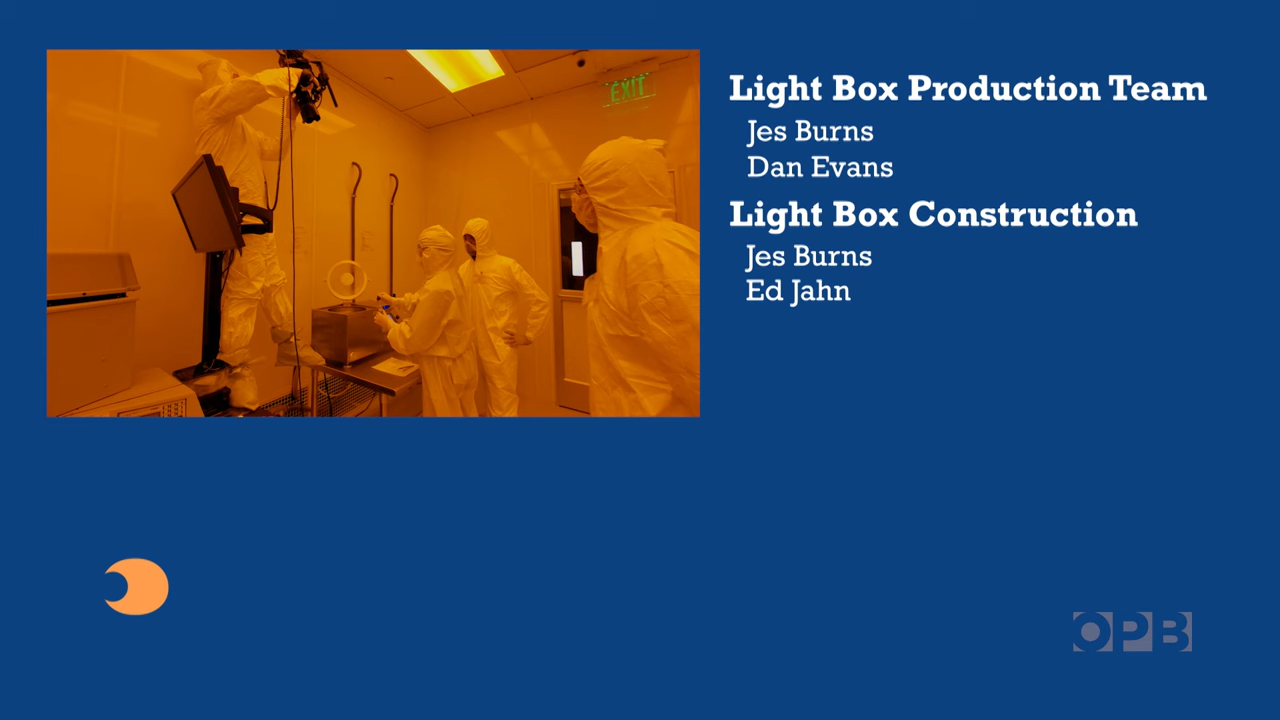 EXIT
Light Box Production Team
Jes Burns
Dan Evans
Light Box Construction
Jes Burns
Ed Jahn
OPB